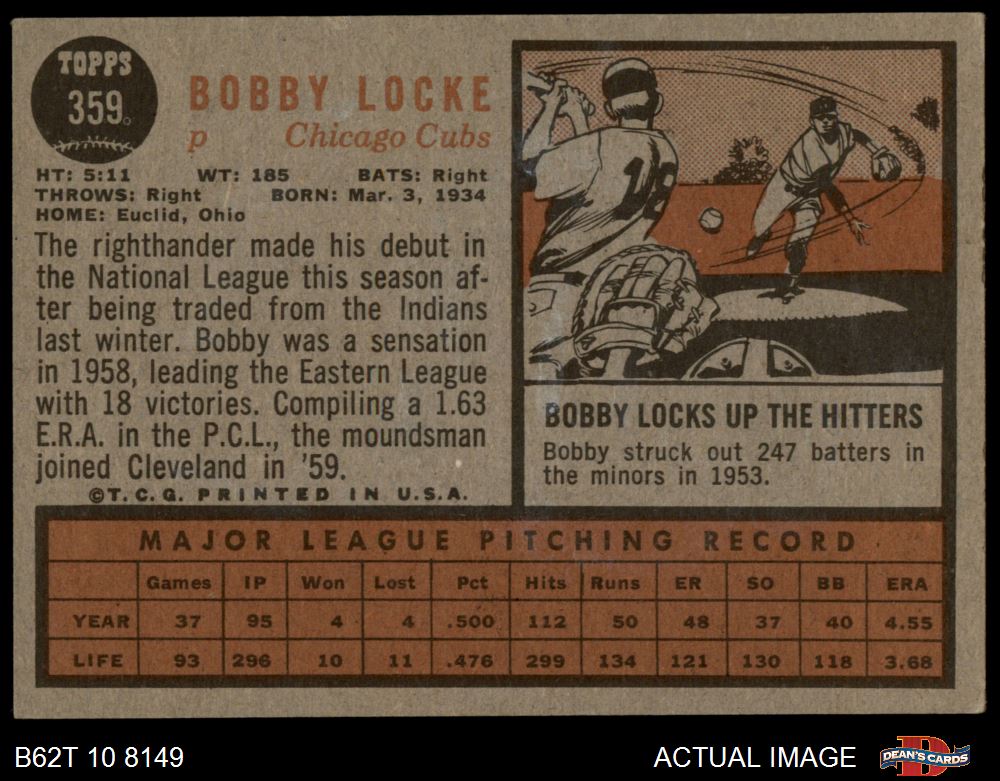 TOPPS
359
BOBBY LOCKE
p Chicago Cubs
HT: 5:11 WT: 185 BATS: Right
THROWS: Right BORN: Mar. 3, 1934
HOME: Euclid, Ohio
The righthander made his debut in
the National League this season af-
ter being traded from the Indians
last winter. Bobby was a sensation
in 1958, leading the Eastern League
with 18 victories. Compiling a 1.63
E.R.A. in the P.C.L., the moundsman
joined Cleveland in '59.
©T.C.G. PRINTED IN U.S.A.
18
BOBBY LOCKS UP THE HITTERS
Bobby struck out 247 batters in
the minors in 1953.
MAJOR LEAGUE PITCHING RECORD
Games IP Won Lost Pct Hits Runs ER SO BB ERA
YEAR 37 95 4 4 .500 112 50 48 37 40 4.55
LIFE 93 296 10 11 .476 299 134 121 130 118 3.68
B62T 10 8149 ACTUAL IMAGE DEAN'S CARDS